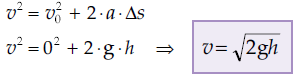 v² = v₀² + 2·a·Δs
v² = 0² + 2·g·h ⇒ v = √2gh